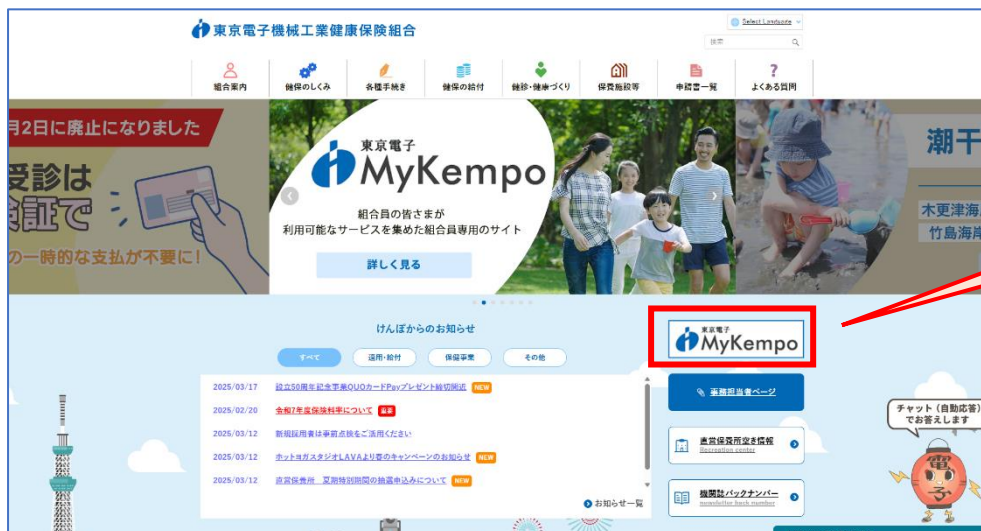 東京電子機械工業健康保険組合
Select Language
検索
組合案内
健保のしくみ
各種手続き
健保の給付
健診・健康づくり
保養施設等
申請書一覧
よくある質問
月2日に廃止になりました
受診は
険証で
の一時的な支払が不要に!
東京電子
MyKempo
組合員の皆さまが
利用可能なサービスを集めた組合員専用のサイト
詳しく見る
潮干
木更津海
竹島海岸
けんぽからのお知らせ
すべて
適用・給付
保健事業
その他
2025/03/17 設立50周年記念事業QUOカードPayプレゼント締切間近 NEW
2025/02/20 令和7年度保険料率について 重要
2025/03/12 新規採用者は事前点検をご活用ください
2025/03/12 ホットヨガスタジオLAVAより春のキャンペーンのお知らせ NEW
2025/03/12 直営保養所 夏期特別期間の抽選申込みについて NEW
お知らせ一覧
東京電子
MyKempo
事務担当者ページ
直営保養所空き情報
Recreation center
機関誌バックナンバー
newsletter back number
チャット(自動応答)
でお答えします
電子